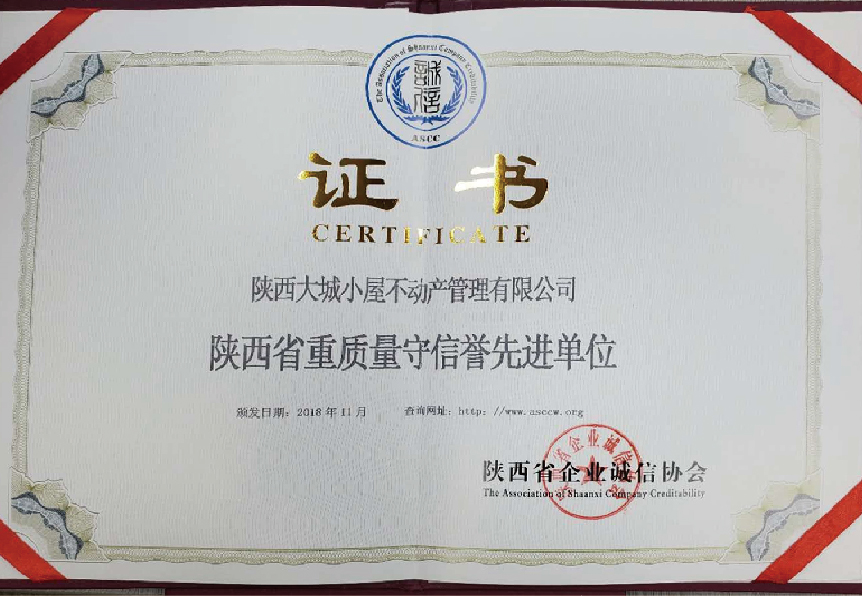 The Association of Shaanxi Company Creditability
誠信
ASCC
证书
CERTIFICATE
陕西大城小屋不动产管理有限公司
陕西省重质量守信誉先进单位
颁发日期：2018年11月 查询网址：http：//www.asccw.org
陕西省企业诚信协会
The Association of Shaanxi Company Creditability